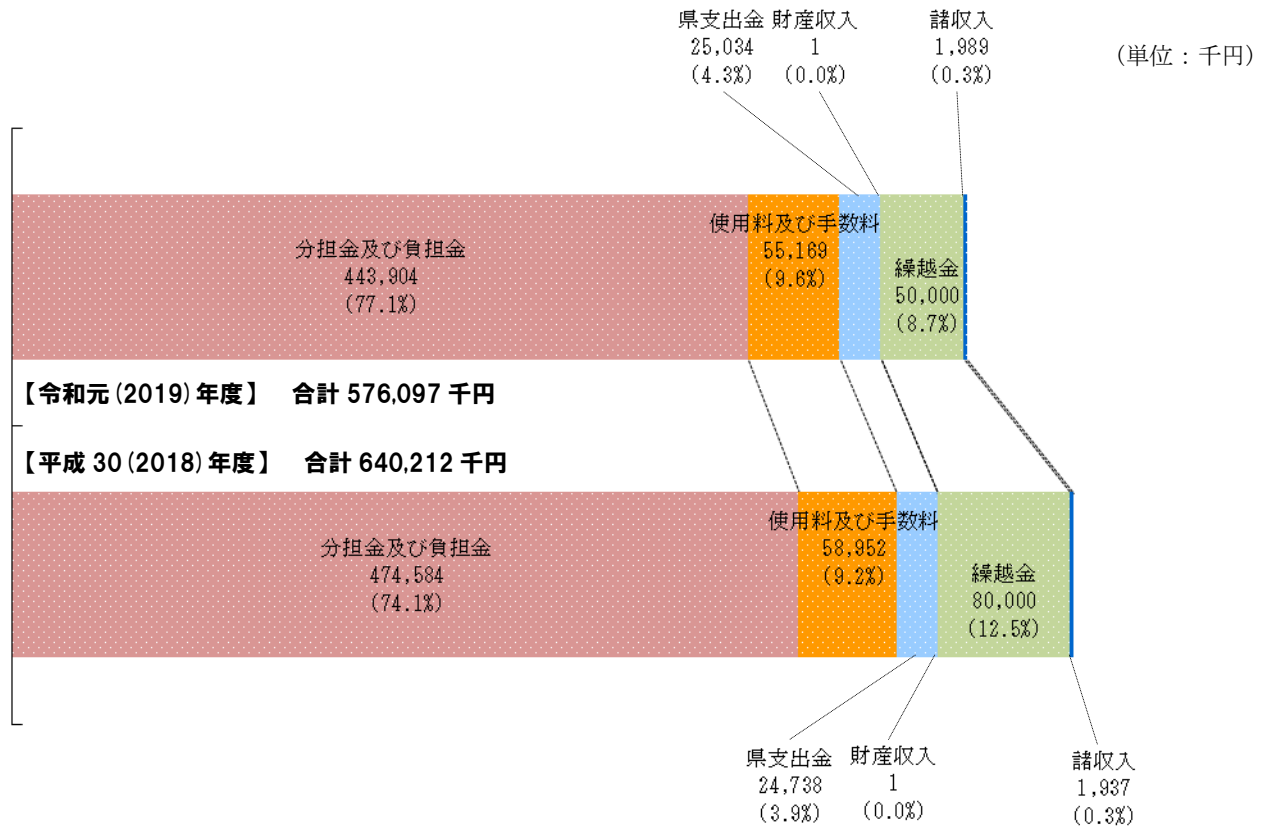 県支出金
25,034
(4.3%)
財産収入
1
(0.0%)
諸収入
1,989
(0.3%)
(単位:千円)
分担金及び負担金
443,904
(77.1%)
使用料及び手数料
55,169
(9.6%)
繰越金
50,000
(8.7%)
【令和元(2019)年度】 合計 576,097 千円
【平成 30(2018)年度】 合計 640,212 千円
分担金及び負担金
474,584
(74.1%)
使用料及び手数料
58,952
(9.2%)
繰越金
80,000
(12.5%)
県支出金
24,738
(3.9%)
財産収入
1
(0.0%)
諸収入
1,937
(0.3%)